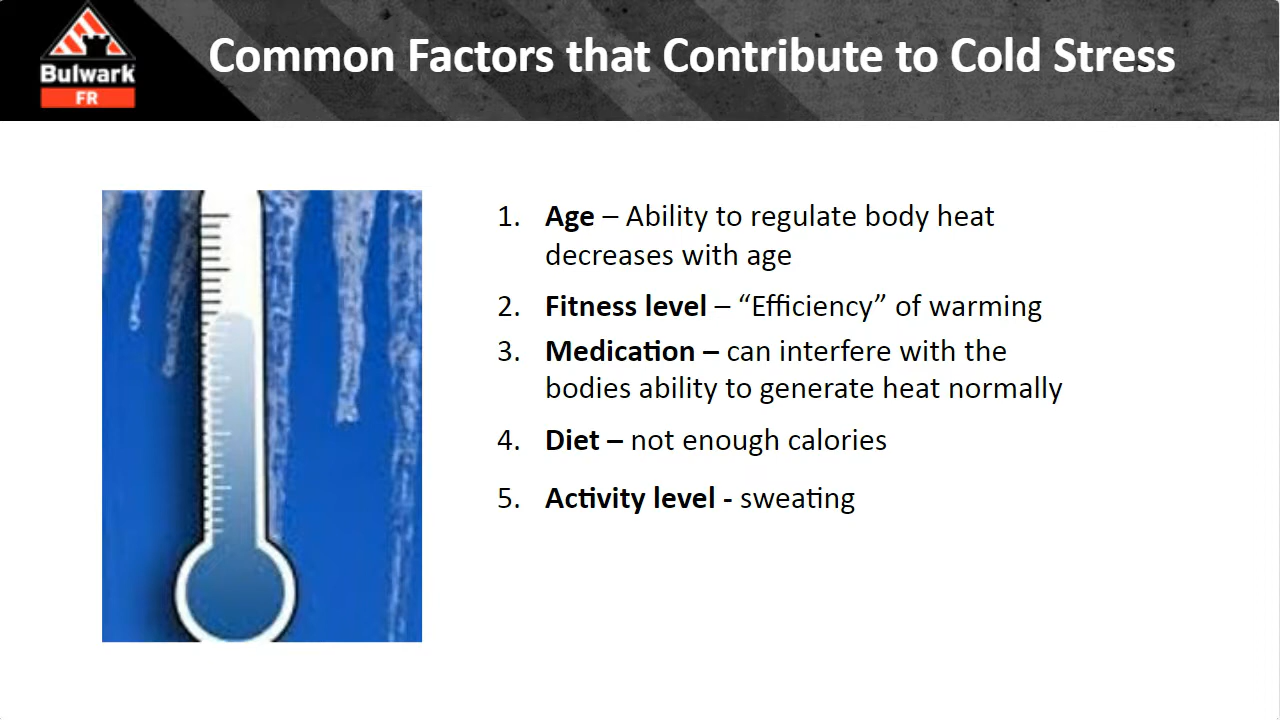 Bulwark
FR
Common Factors that Contribute to Cold Stress
1. Age – Ability to regulate body heat
decreases with age
2. Fitness level – “Efficiency” of warming
3. Medication – can interfere with the
bodies ability to generate heat normally
4. Diet – not enough calories
5. Activity level - sweating